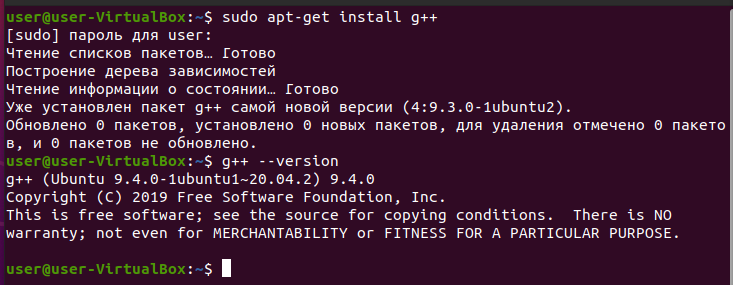 user@user-VirtualBox:~$ sudo apt-get install g++
[sudo] пароль для user:
Чтение списков пакетов… Готово
Построение дерева зависимостей
Чтение информации о состоянии… Готово
Уже установлен пакет g++ самой новой версии (4:9.3.0-1ubuntu2).
Обновлено 0 пакетов, установлено 0 новых пакетов, для удаления отмечено 0 пакето
в, и 0 пакетов не обновлено.
user@user-VirtualBox:~$ g++ --version
g++ (Ubuntu 9.4.0-1ubuntu1~20.04.2) 9.4.0
Copyright (C) 2019 Free Software Foundation, Inc.
This is free software; see the source for copying conditions.  There is NO
warranty; not even for MERCHANTABILITY or FITNESS FOR A PARTICULAR PURPOSE.
user@user-VirtualBox:~$